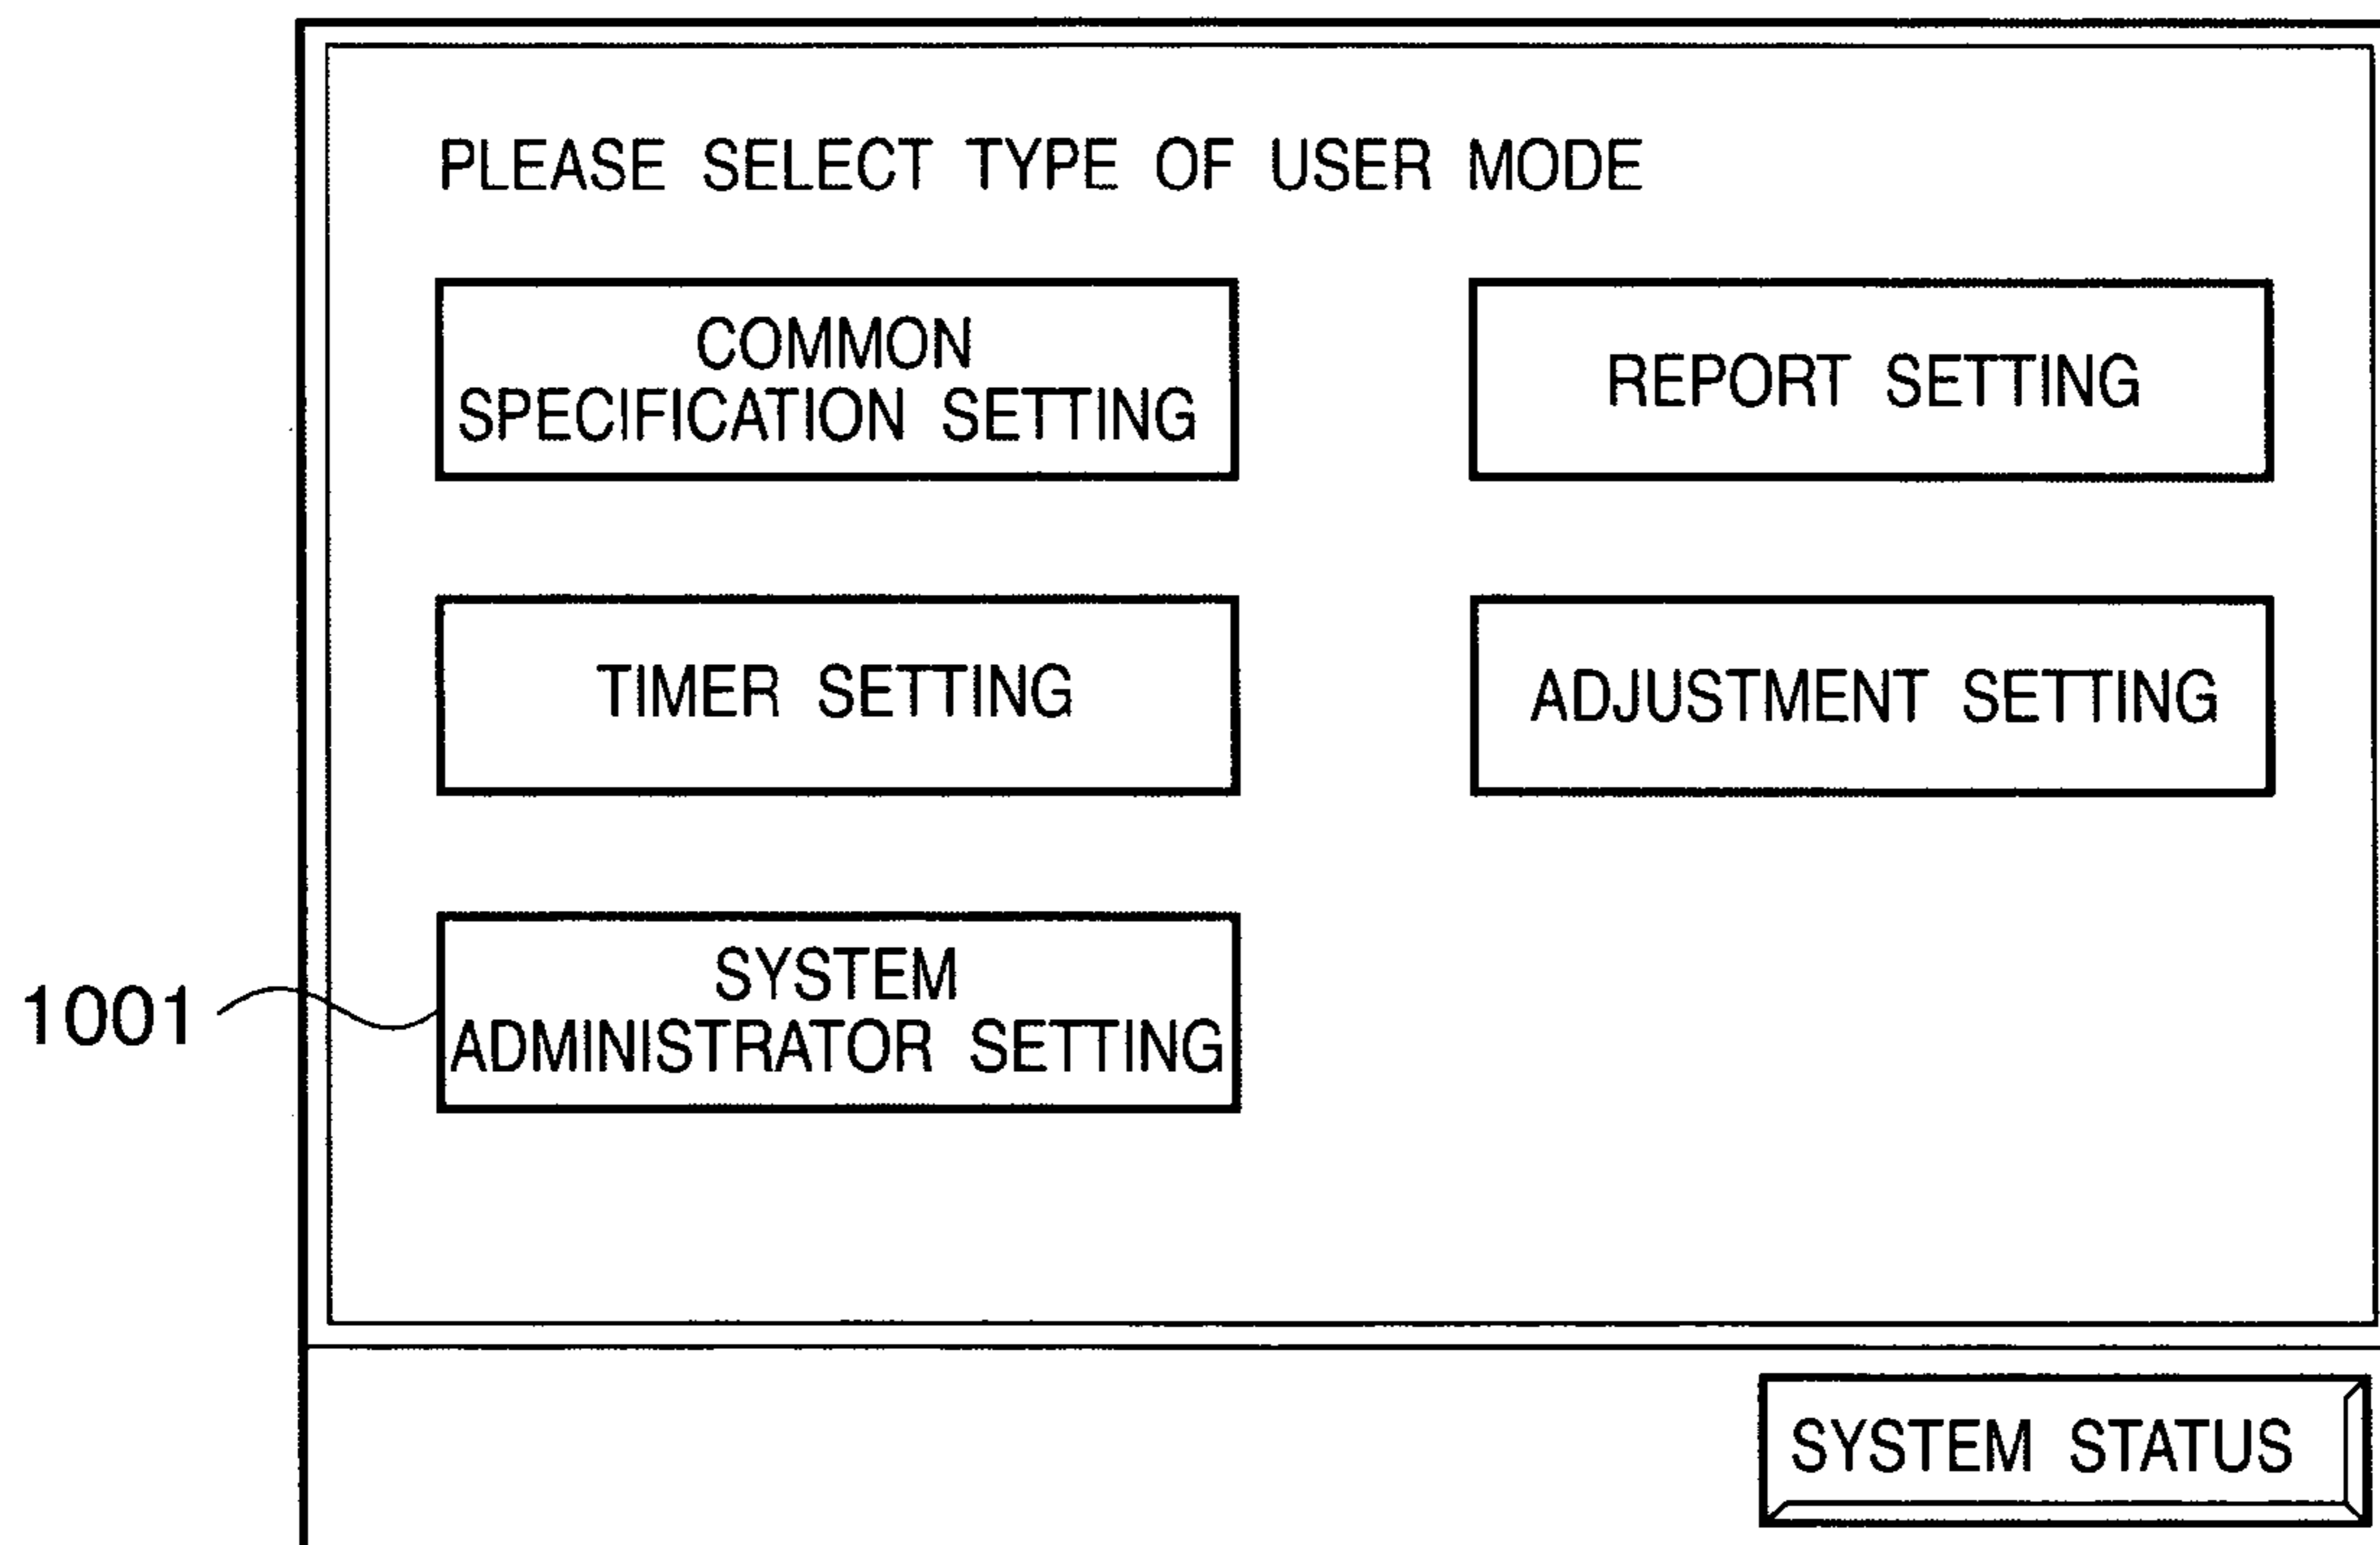 PLEASE SELECT TYPE OF USER MODE
COMMON
SPECIFICATION SETTING
REPORT SETTING
TIMER SETTING
ADJUSTMENT SETTING
SYSTEM
ADMINISTRATOR SETTING
1001
SYSTEM STATUS